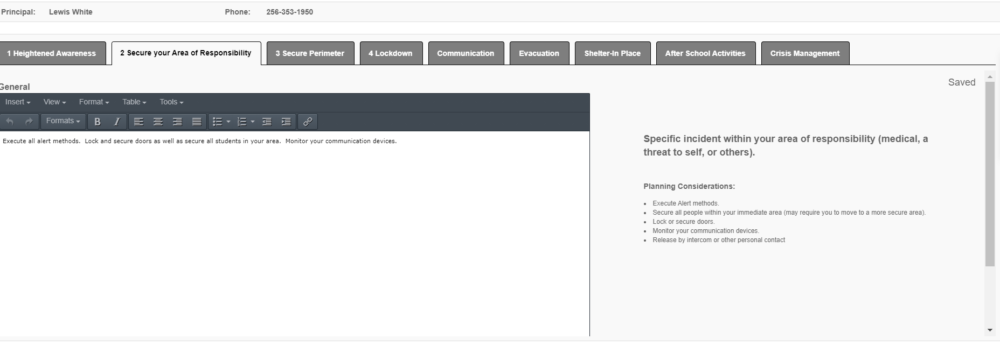 Principal: Lewis White Phone: 256-353-1950
1 Heightened Awareness 2 Secure your Area of Responsibility 3 Secure Perimeter 4 Lockdown Communication Evacuation Shelter-In Place After School Activities Crisis Management
Saved
General
Insert View Format Table Tools
Formats B I
Execute all alert methods.  Lock and secure doors as well as secure all students in your area.  Monitor your communication devices.
Specific incident within your area of responsibility (medical, a
threat to self, or others).
Planning Considerations:
• Execute Alert methods.
• Secure all people within your immediate area (may require you to move to a more secure area).
• Lock or secure doors.
• Monitor your communication devices.
• Release by intercom or other personal contact